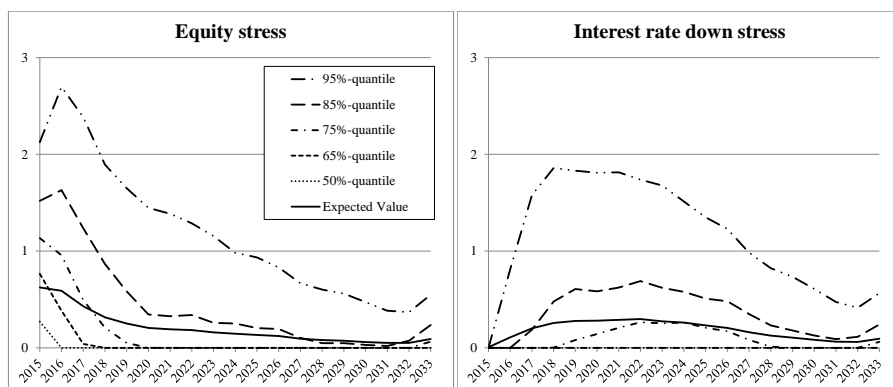 Equity stress
3
2
1
0
95%-quantile
85%-quantile
75%-quantile
65%-quantile
50%-quantile
Expected Value
2015 2016 2017 2018 2019 2020 2021 2022 2023 2024 2025 2026 2027 2028 2029 2030 2031 2032 2033
Interest rate down stress
3
2
1
0
2015 2016 2017 2018 2019 2020 2021 2022 2023 2024 2025 2026 2027 2028 2029 2030 2031 2032 2033